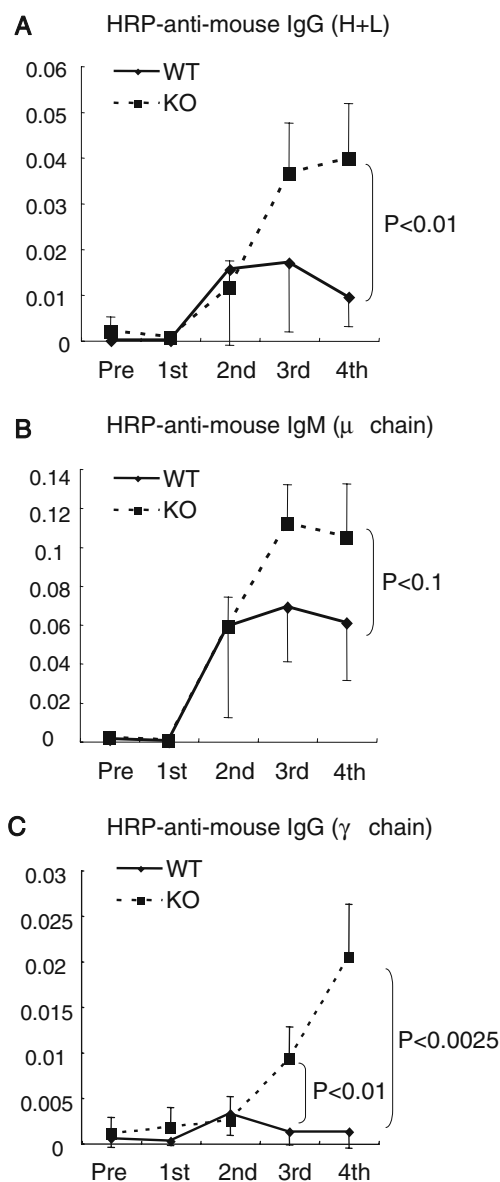 A
HRP-anti-mouse IgG (H+L)
0.06
0.05
0.04
0.03
0.02
0.01
0
WT
KO
P<0.01
Pre 1st 2nd 3rd 4th
B
HRP-anti-mouse IgM (μ chain)
0.14
0.12
0.1
0.08
0.06
0.04
0.02
0
WT
KO
P<0.1
Pre 1st 2nd 3rd 4th
C
HRP-anti-mouse IgG (γ chain)
0.03
0.025
0.02
0.015
0.01
0.005
0
WT
KO
P<0.01
P<0.0025
Pre 1st 2nd 3rd 4th